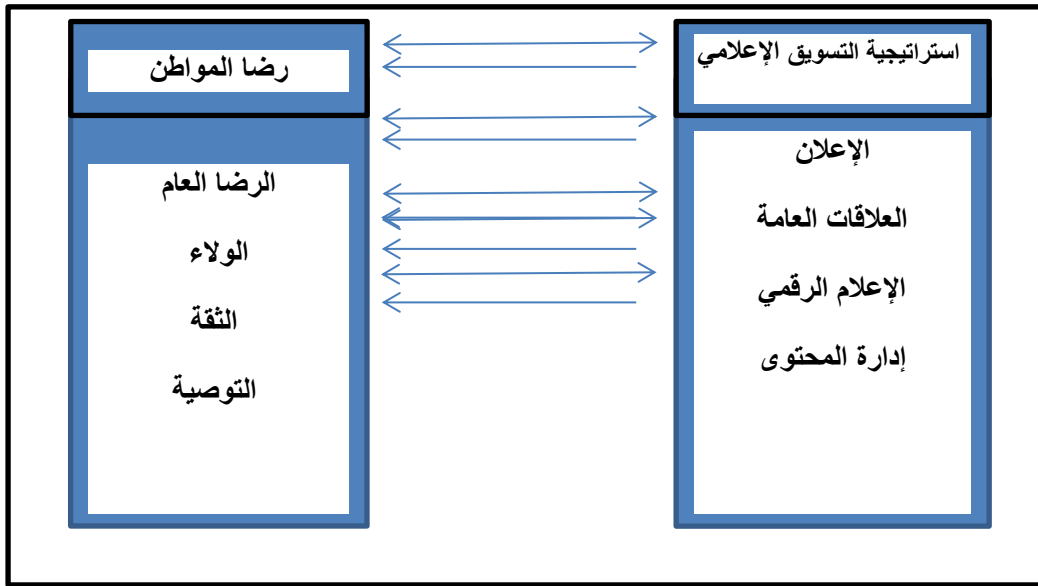 استراتيجية التسويق الإعلامي
الإعلان
العلاقات العامة
الإعلام الرقمي
إدارة المحتوى
رضا المواطن
الرضا العام
الولاء
الثقة
التوصية